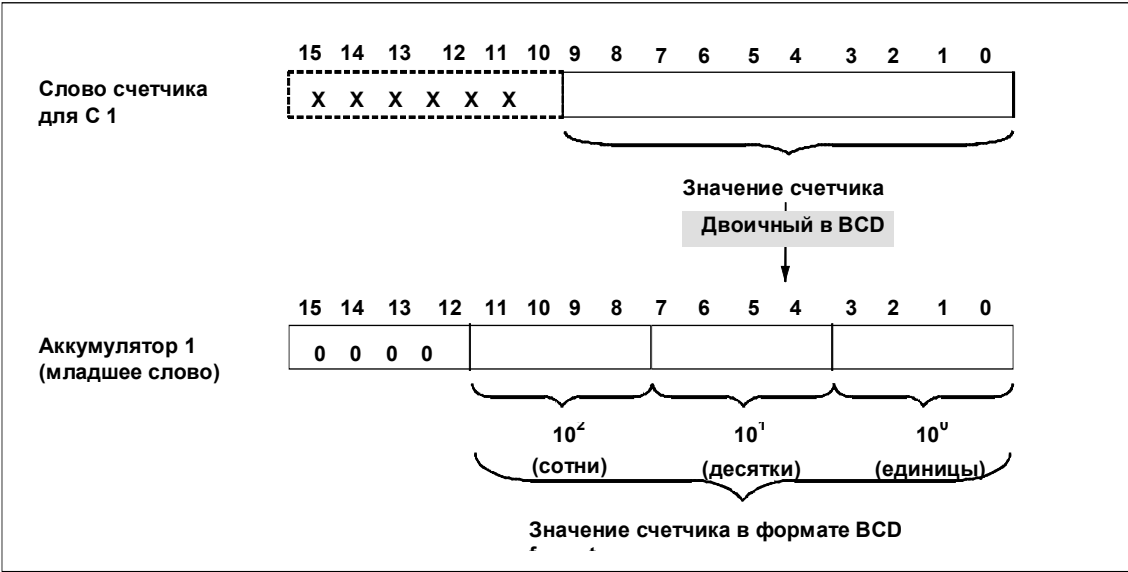 15 14 13 12 11 10 9 8 7 6 5 4 3 2 1 0
Слово счетчика
для C 1
X X X X X X
Значение счетчика
Двоичный в BCD
15 14 13 12 11 10 9 8 7 6 5 4 3 2 1 0
Аккумулятор 1
(младшее слово)
0 0 0 0
10² 10¹ 10⁰
(сотни) (десятки) (единицы)
Значение счетчика в формате BCD